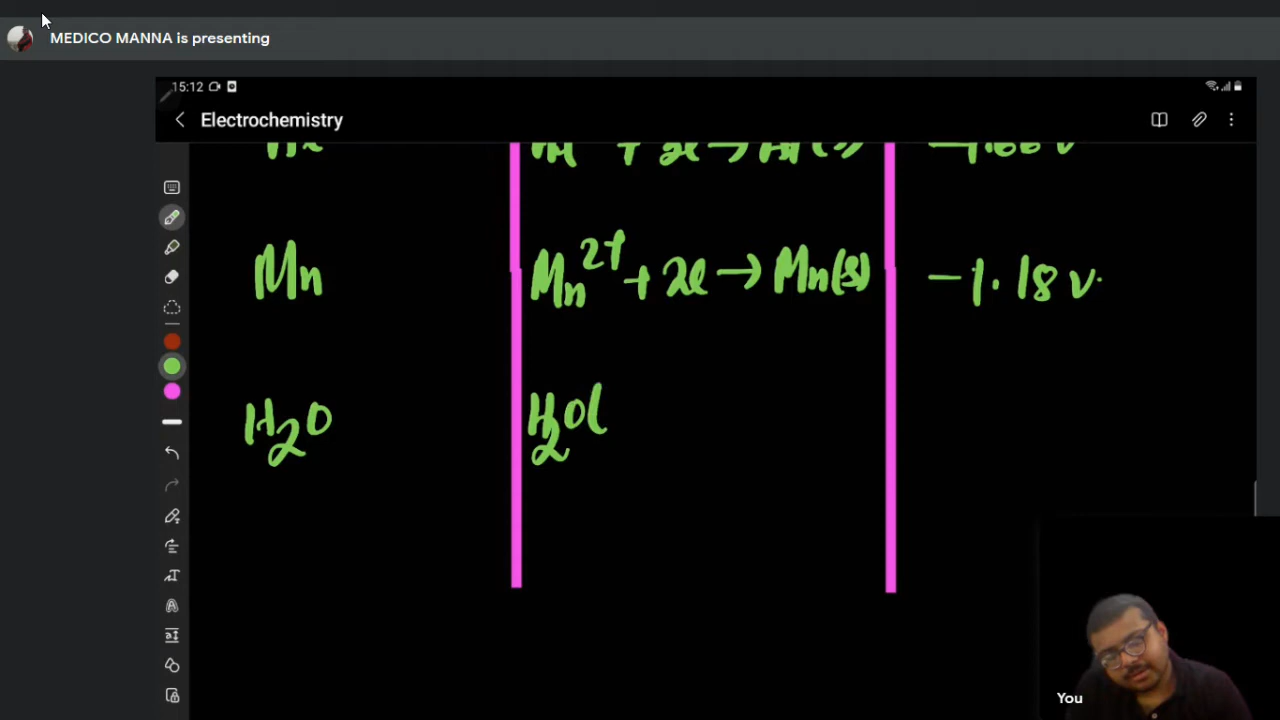 MEDICO MANNA is presenting
15:12
Electrochemistry
Mn Mn²⁺ + 2e → Mn(s) -1.18 v.
H₂O H₂O(
You